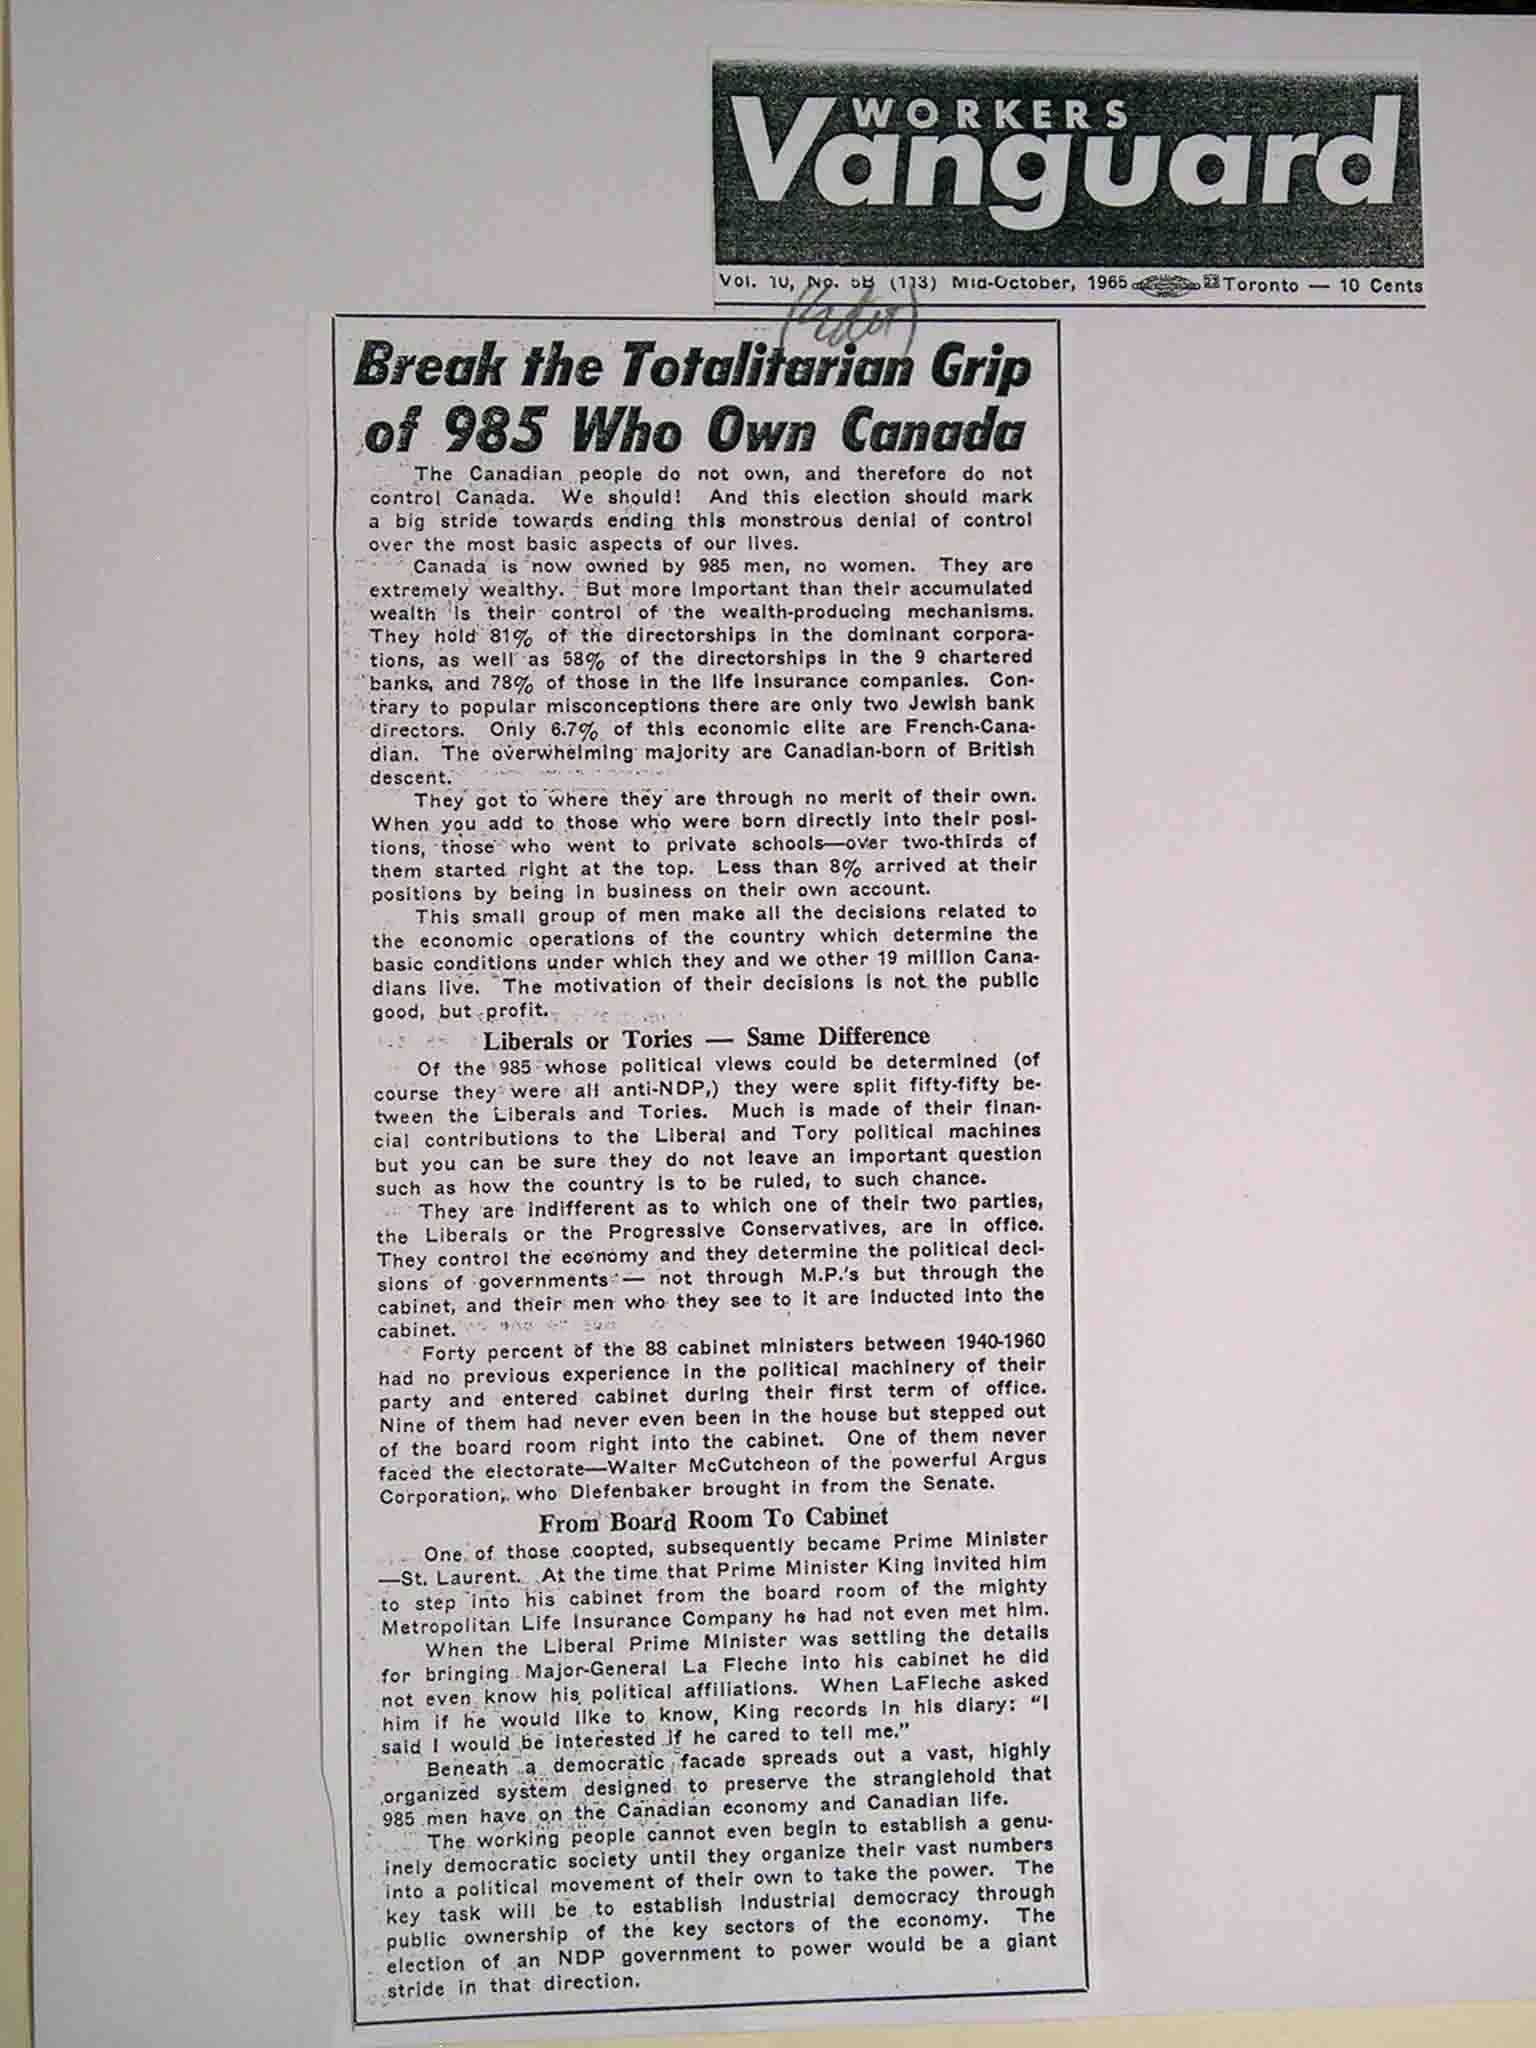 WORKERS
Vanguard
Vol. 10, No. 5B (113) Mid-October, 1965 Toronto — 10 Cents
Break the Totalitarian Grip
of 985 Who Own Canada
The Canadian people do not own, and therefore do not
control Canada. We should! And this election should mark
a big stride towards ending this monstrous denial of control
over the most basic aspects of our lives.
Canada is now owned by 985 men, no women. They are
extremely wealthy. But more important than their accumulated
wealth is their control of the wealth-producing mechanisms.
They hold 81% of the directorships in the dominant corpora-
tions, as well as 58% of the directorships in the 9 chartered
banks, and 78% of those in the life insurance companies. Con-
trary to popular misconceptions there are only two Jewish bank
directors. Only 6.7% of this economic elite are French-Cana-
dian. The overwhelming majority are Canadian-born of British
descent.
They got to where they are through no merit of their own.
When you add to those who were born directly into their posi-
tions, those who went to private schools—over two-thirds of
them started right at the top. Less than 8% arrived at their
positions by being in business on their own account.
This small group of men make all the decisions related to
the economic operations of the country which determine the
basic conditions under which they and we other 19 million Cana-
dians live. The motivation of their decisions is not the public
good, but profit.
Liberals or Tories — Same Difference
Of the 985 whose political views could be determined (of
course they were all anti-NDP,) they were split fifty-fifty be-
tween the Liberals and Tories. Much is made of their finan-
cial contributions to the Liberal and Tory political machines
but you can be sure they do not leave an important question
such as how the country is to be ruled, to such chance.
They are indifferent as to which one of their two parties,
the Liberals or the Progressive Conservatives, are in office.
They control the economy and they determine the political deci-
sions of governments — not through M.P.'s but through the
cabinet, and their men who they see to it are inducted into the
cabinet.
Forty percent of the 88 cabinet ministers between 1940-1960
had no previous experience in the political machinery of their
party and entered cabinet during their first term of office.
Nine of them had never even been in the house but stepped out
of the board room right into the cabinet. One of them never
faced the electorate—Walter McCutcheon of the powerful Argus
Corporation, who Diefenbaker brought in from the Senate.
From Board Room To Cabinet
One of those coopted, subsequently became Prime Minister
—St. Laurent. At the time that Prime Minister King invited him
to step into his cabinet from the board room of the mighty
Metropolitan Life Insurance Company he had not even met him.
When the Liberal Prime Minister was settling the details
for bringing Major-General La Fleche into his cabinet he did
not even know his political affiliations. When LaFleche asked
him if he would like to know, King records in his diary: "I
said I would be interested if he cared to tell me."
Beneath a democratic facade spreads out a vast, highly
organized system designed to preserve the stranglehold that
985 men have on the Canadian economy and Canadian life.
The working people cannot even begin to establish a genu-
inely democratic society until they organize their vast numbers
into a political movement of their own to take the power. The
key task will be to establish industrial democracy through
public ownership of the key sectors of the economy. The
election of an NDP government to power would be a giant
stride in that direction.